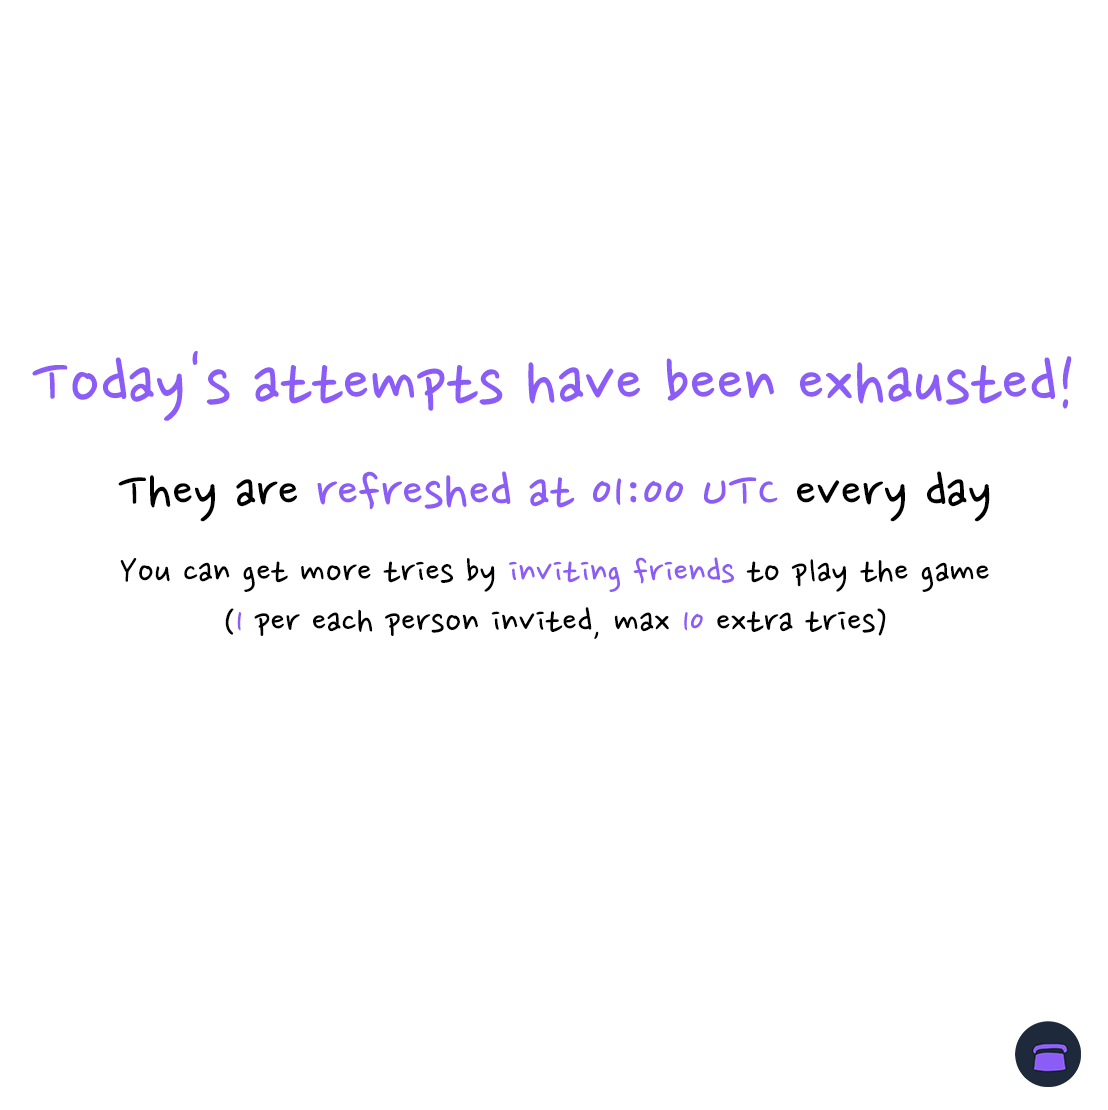 Today's attempts have been exhausted!
They are refreshed at 01:00 UTC every day
You can get more tries by inviting friends to play the game
(1 per each person invited, max 10 extra tries)